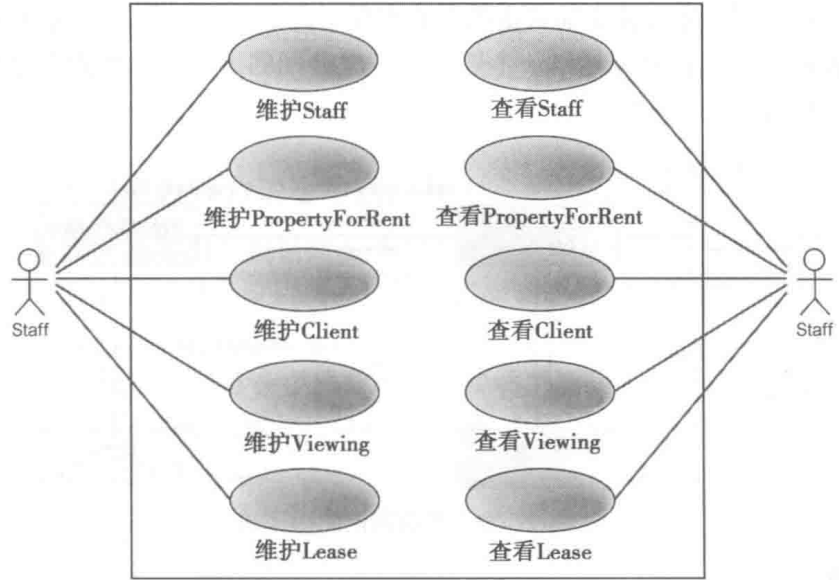 维护Staff
查看Staff
维护PropertyForRent
查看PropertyForRent
Staff
维护Client
查看Client
Staff
维护Viewing
查看Viewing
维护Lease
查看Lease